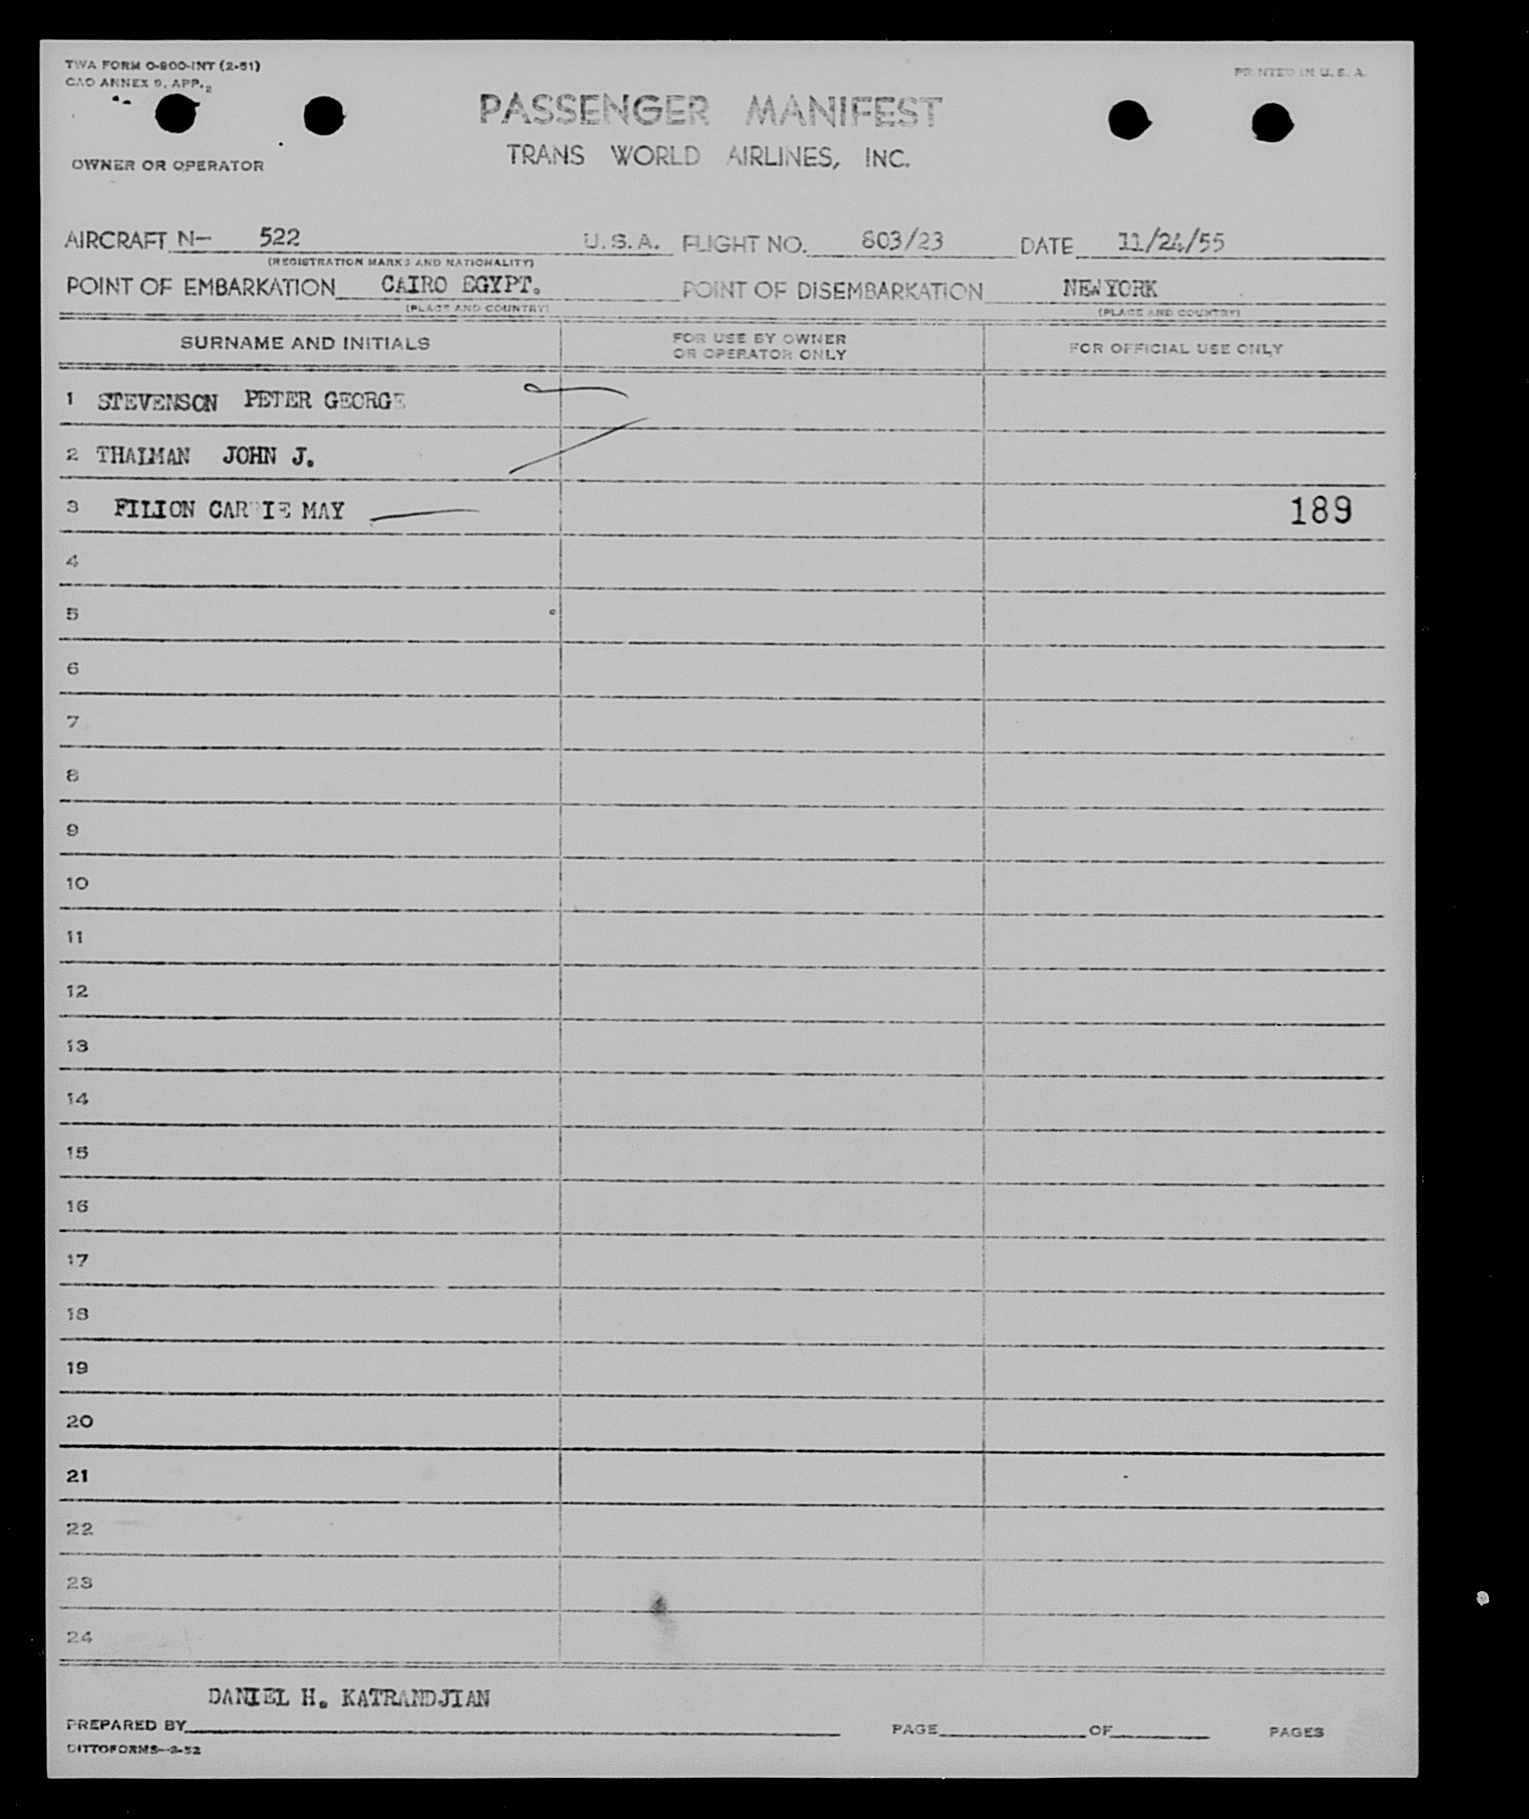 TWA FORM O-800-INT (2-51)
CAO ANNEX 9, APP. 2
PRINTED IN U. S. A.
PASSENGER MANIFEST
TRANS WORLD AIRLINES, INC.
OWNER OR OPERATOR
AIRCRAFT N- 522 U.S.A. FLIGHT NO. 803/23 DATE 11/24/55
(REGISTRATION MARKS AND NATIONALITY)
POINT OF EMBARKATION CAIRO EGYPT. POINT OF DISEMBARKATION NEW YORK
(PLACE AND COUNTRY) (PLACE AND COUNTRY)
SURNAME AND INITIALS FOR USE BY OWNER OR OPERATOR ONLY FOR OFFICIAL USE ONLY
1 STEVENSON PETER GEORGE
2 THALMAN JOHN J.
3 FILION CARRIE MAY 189
4
5
6
7
8
9
10
11
12
13
14
15
16
17
18
19
20
21
22
23
24
DANIEL H. KATRANDJIAN
PREPARED BY PAGE OF PAGES
DITTOFORMS--3-52